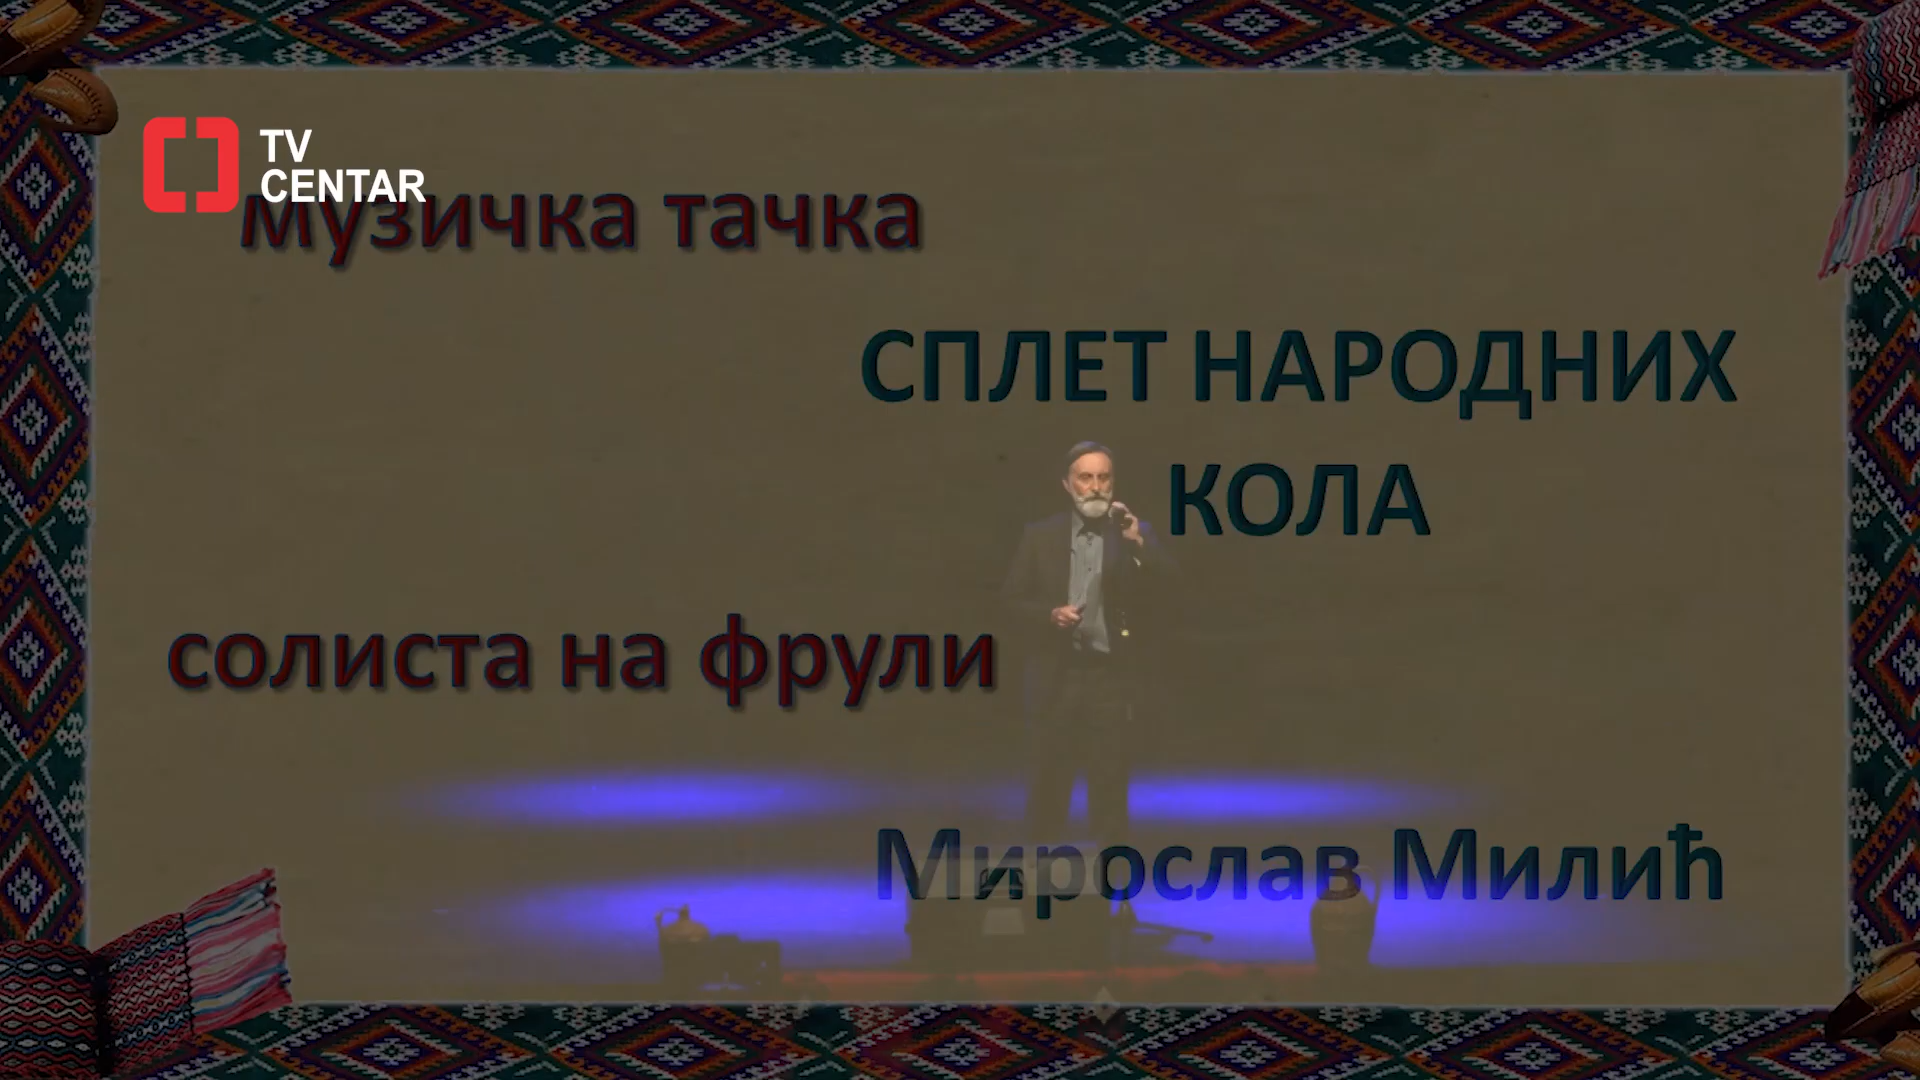 TV
CENTAR
музичка тачка
СПЛЕТ НАРОДНИХ
КОЛА
солиста на фрули
Мирослав Милић